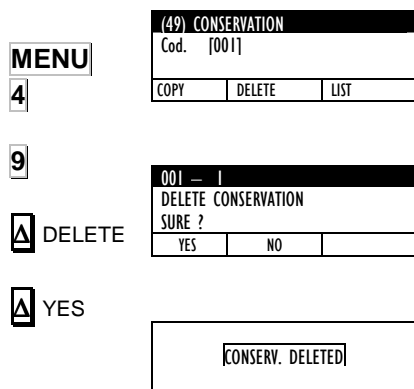 (49) CONSERVATION
Cod. [001]
COPY DELETE LIST
MENU
4
9
001 – 1
DELETE CONSERVATION
SURE ?
YES NO
Δ DELETE
Δ YES
CONSERV. DELETED